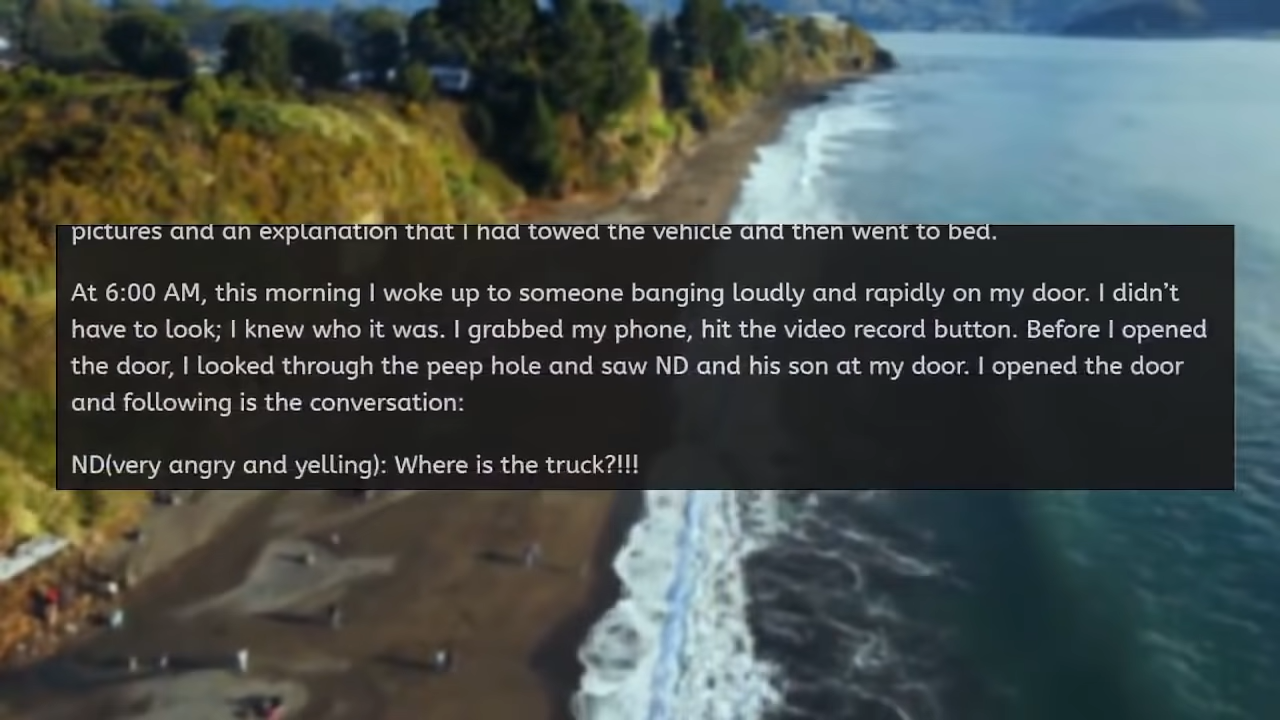 pictures and an explanation that I had towed the vehicle and then went to bed.
At 6:00 AM, this morning I woke up to someone banging loudly and rapidly on my door. I didn’t
have to look; I knew who it was. I grabbed my phone, hit the video record button. Before I opened
the door, I looked through the peep hole and saw ND and his son at my door. I opened the door
and following is the conversation:
ND(very angry and yelling): Where is the truck?!!!